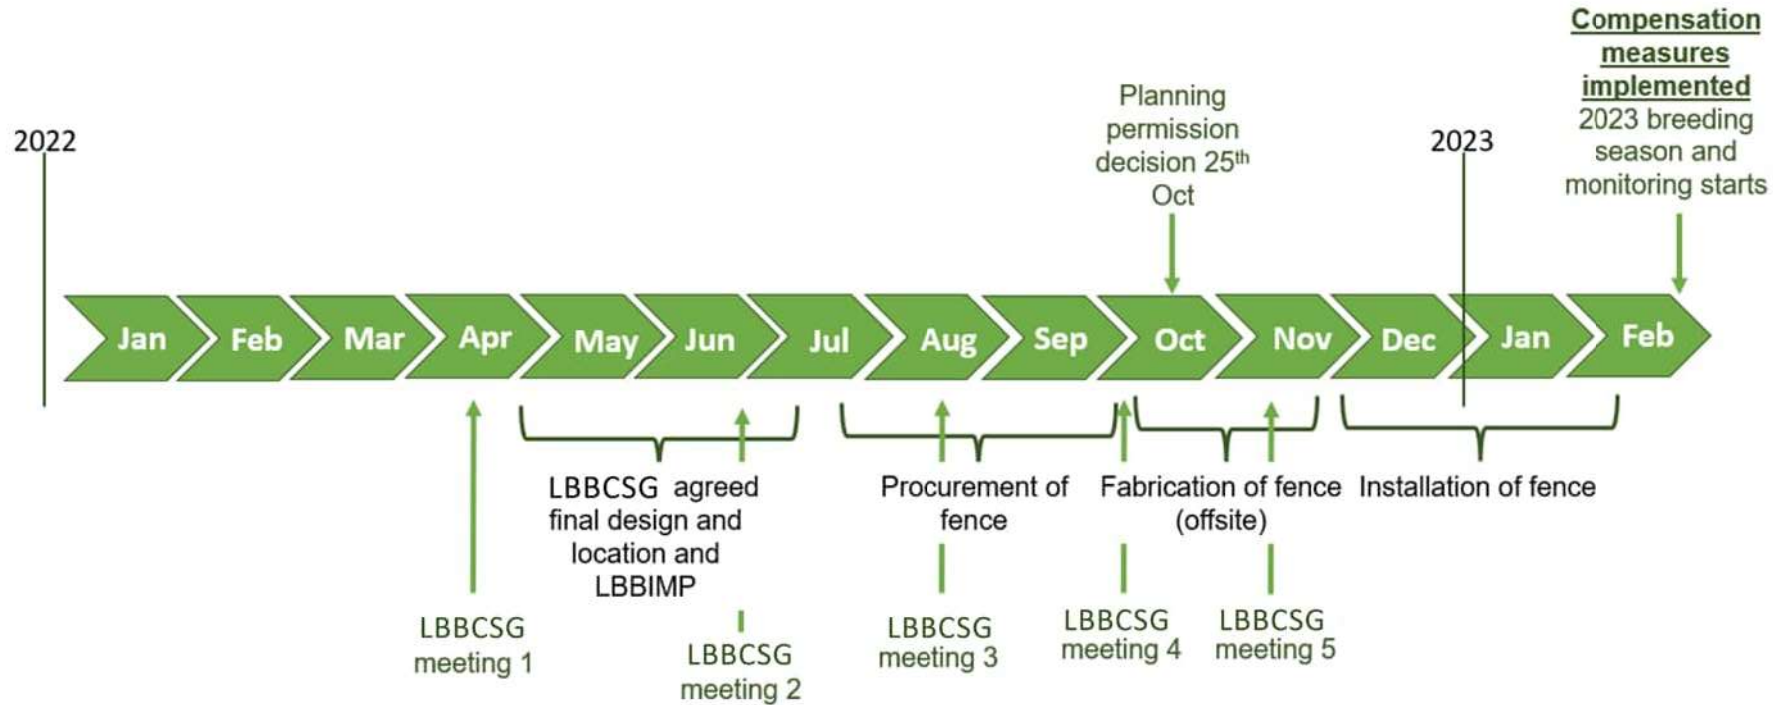 Compensation
measures
implemented
2023 breeding
season and
monitoring starts
Planning
permission
decision 25th
Oct
2022
2023
Jan
Feb
Mar
Apr
May
Jun
Jul
Aug
Sep
Oct
Nov
Dec
Jan
Feb
LBBCSG agreed
final design and
location and
LBBIMP
Procurement of
fence
Fabrication of fence
(offsite)
Installation of fence
LBBCSG
meeting 1
LBBCSG
meeting 2
LBBCSG
meeting 3
LBBCSG
meeting 4
LBBCSG
meeting 5